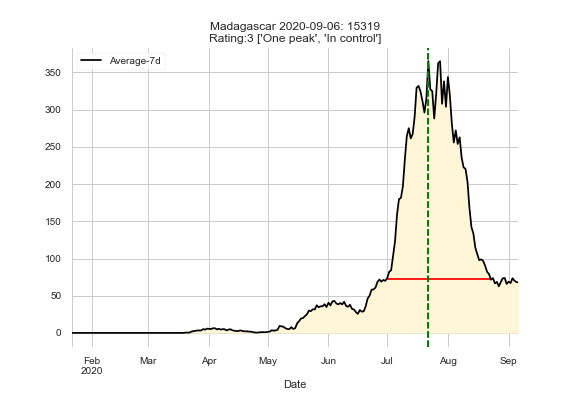 Madagascar 2020-09-06: 15319
Rating:3 ['One peak', 'In control']
Average-7d
350
300
250
200
150
100
50
0
Feb Mar Apr May Jun Jul Aug Sep
2020
Date